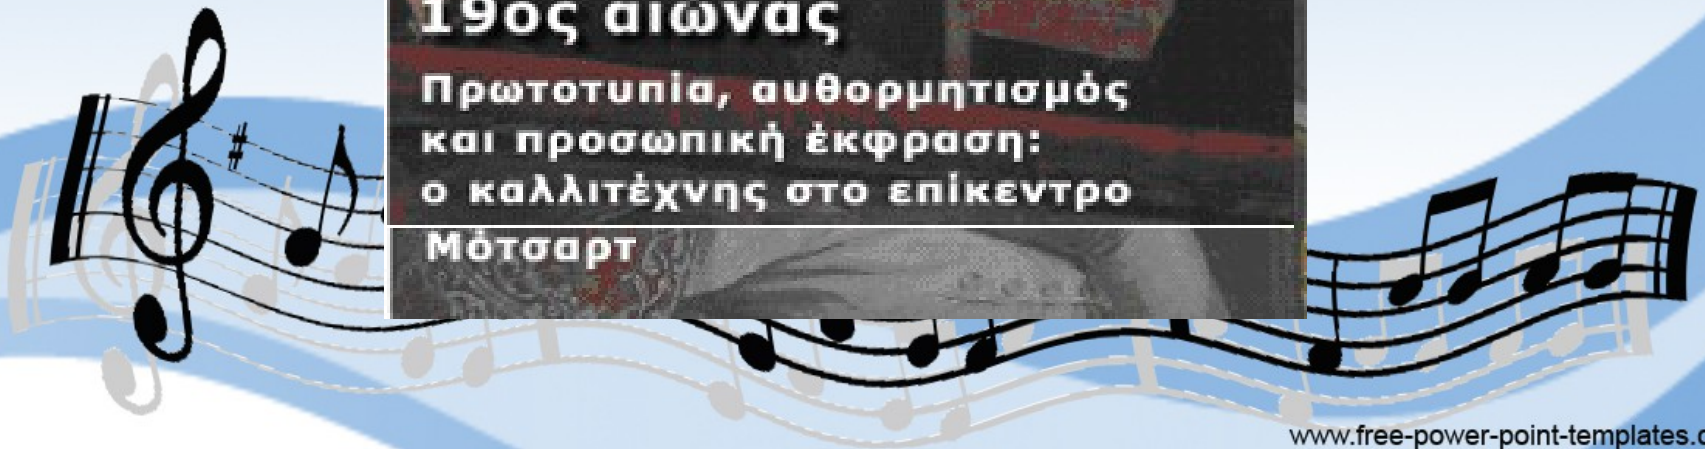 19ος αιώνας
Πρωτοτυπία, αυθορμητισμός
και προσωπική έκφραση:
ο καλλιτέχνης στο επίκεντρο
Μότσαρτ
www.free-power-point-templates.c